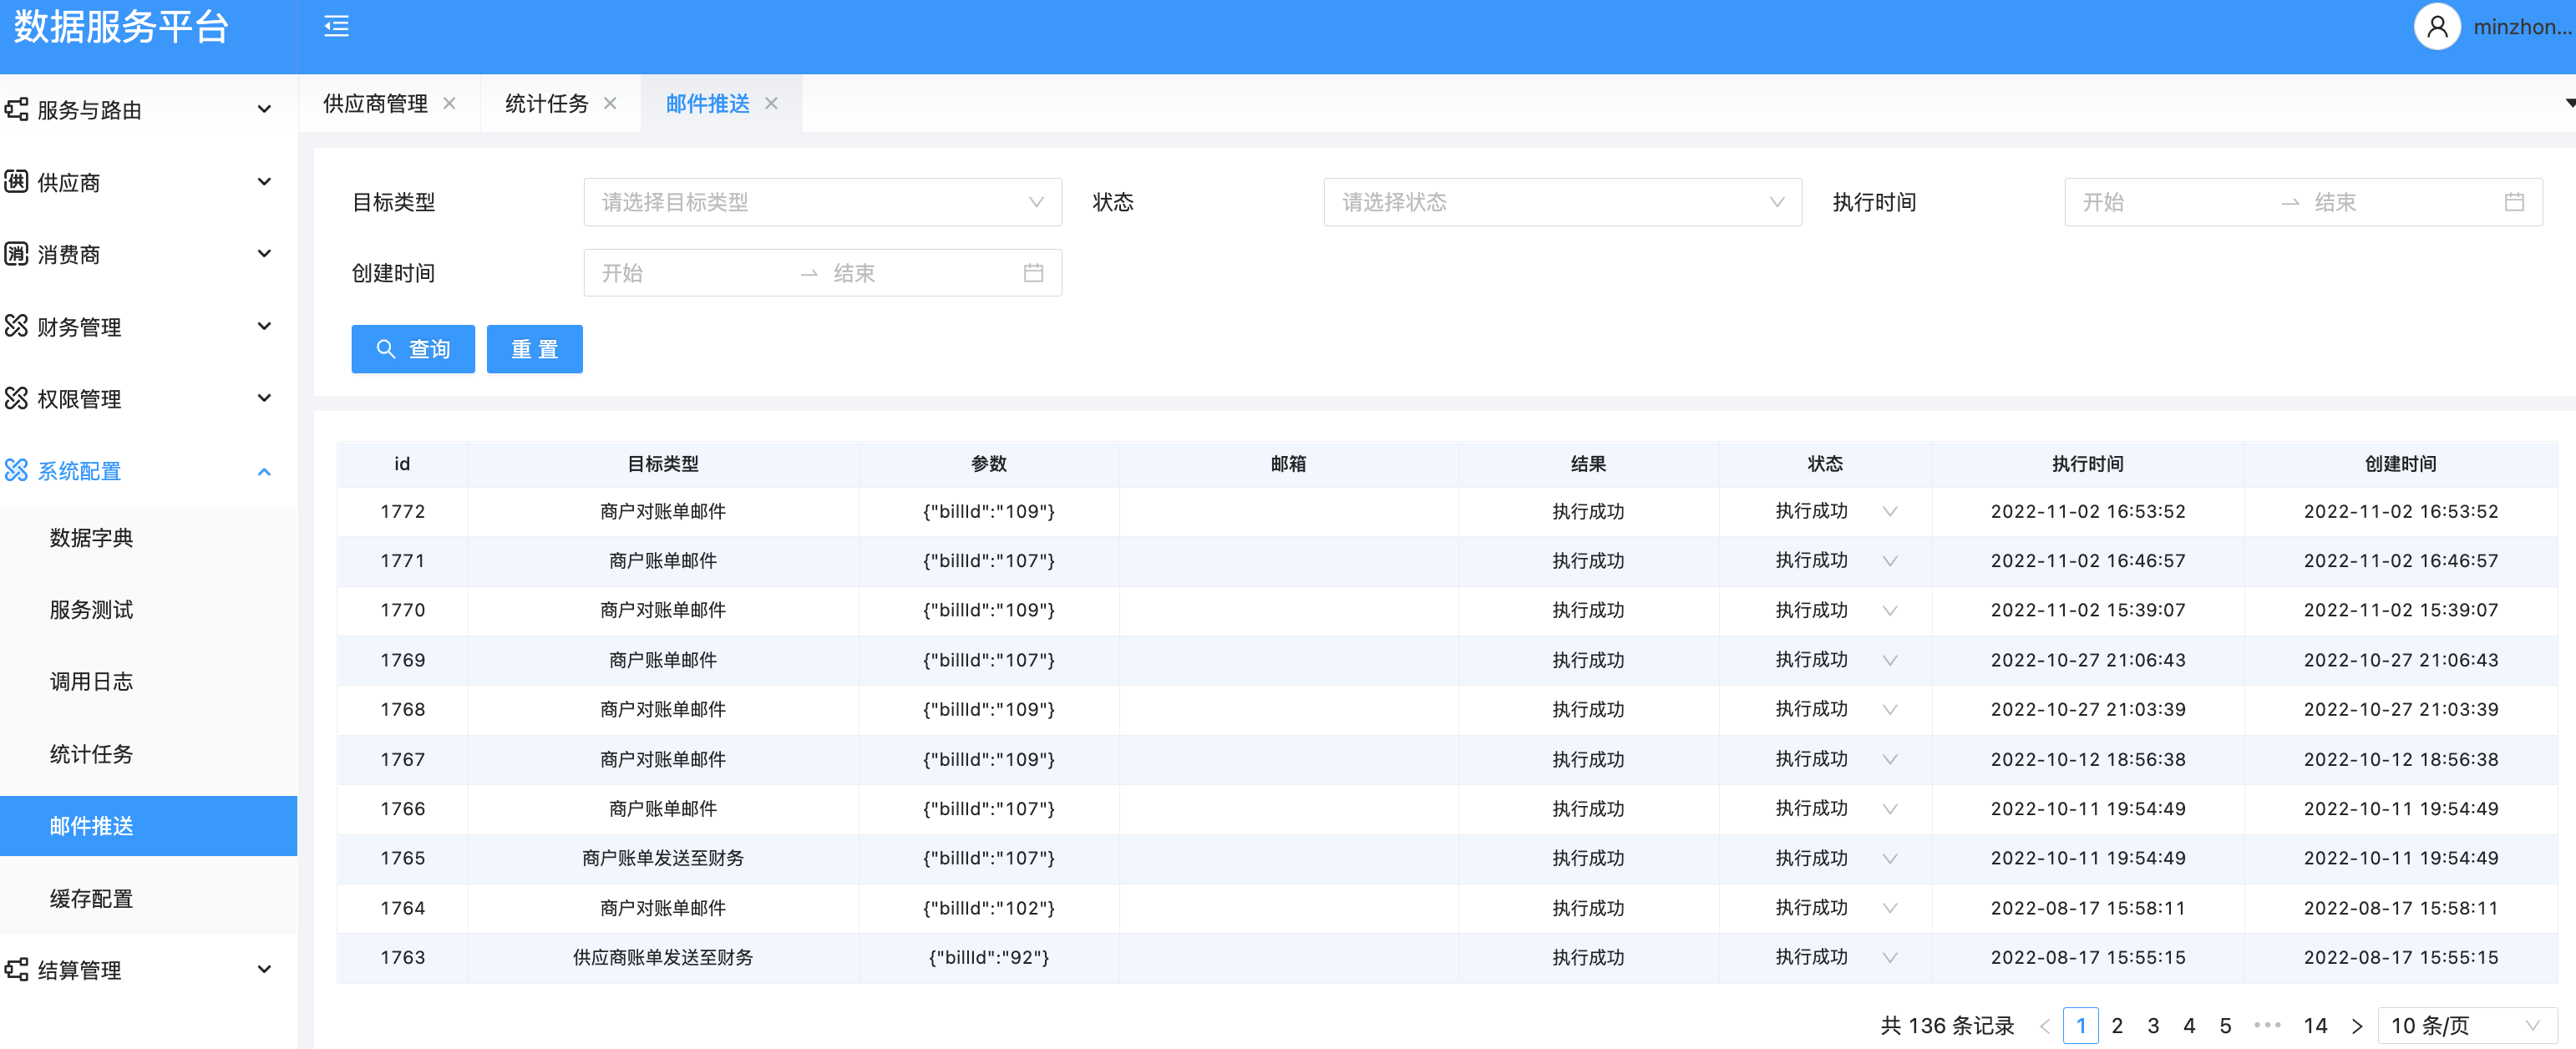 数据服务平台
minzhon...
服务与路由
供应商
消费商
财务管理
权限管理
系统配置
数据字典
服务测试
调用日志
统计任务
邮件推送
缓存配置
结算管理
供应商管理 统计任务 邮件推送
目标类型 请选择目标类型 状态 请选择状态 执行时间 开始 结束
创建时间 开始 结束
查询 重 置
id 目标类型 参数 邮箱 结果 状态 执行时间 创建时间
1772 商户对账单邮件 {"billId":"109"} 执行成功 执行成功 2022-11-02 16:53:52 2022-11-02 16:53:52
1771 商户账单邮件 {"billId":"107"} 执行成功 执行成功 2022-11-02 16:46:57 2022-11-02 16:46:57
1770 商户对账单邮件 {"billId":"109"} 执行成功 执行成功 2022-11-02 15:39:07 2022-11-02 15:39:07
1769 商户账单邮件 {"billId":"107"} 执行成功 执行成功 2022-10-27 21:06:43 2022-10-27 21:06:43
1768 商户对账单邮件 {"billId":"109"} 执行成功 执行成功 2022-10-27 21:03:39 2022-10-27 21:03:39
1767 商户对账单邮件 {"billId":"109"} 执行成功 执行成功 2022-10-12 18:56:38 2022-10-12 18:56:38
1766 商户账单邮件 {"billId":"107"} 执行成功 执行成功 2022-10-11 19:54:49 2022-10-11 19:54:49
1765 商户账单发送至财务 {"billId":"107"} 执行成功 执行成功 2022-10-11 19:54:49 2022-10-11 19:54:49
1764 商户对账单邮件 {"billId":"102"} 执行成功 执行成功 2022-08-17 15:58:11 2022-08-17 15:58:11
1763 供应商账单发送至财务 {"billId":"92"} 执行成功 执行成功 2022-08-17 15:55:15 2022-08-17 15:55:15
共 136 条记录 1 2 3 4 5 ••• 14 10 条/页